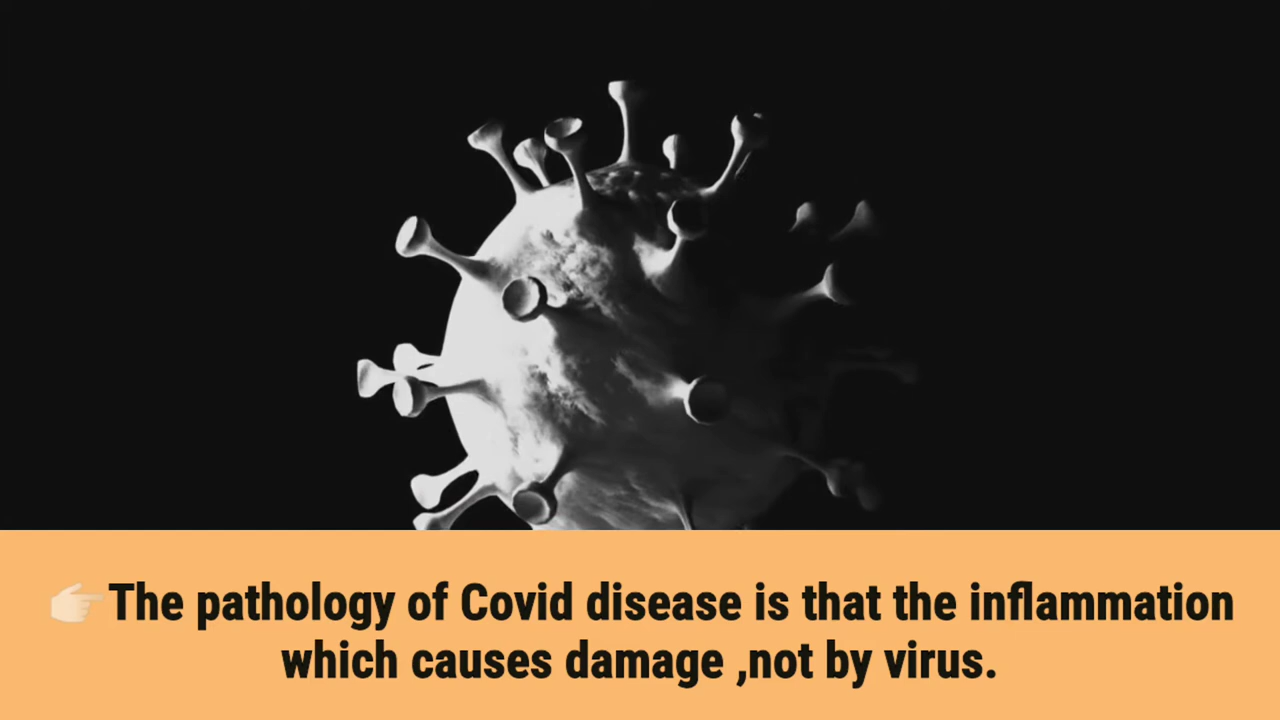 👉The pathology of Covid disease is that the inflammation
which causes damage ,not by virus.